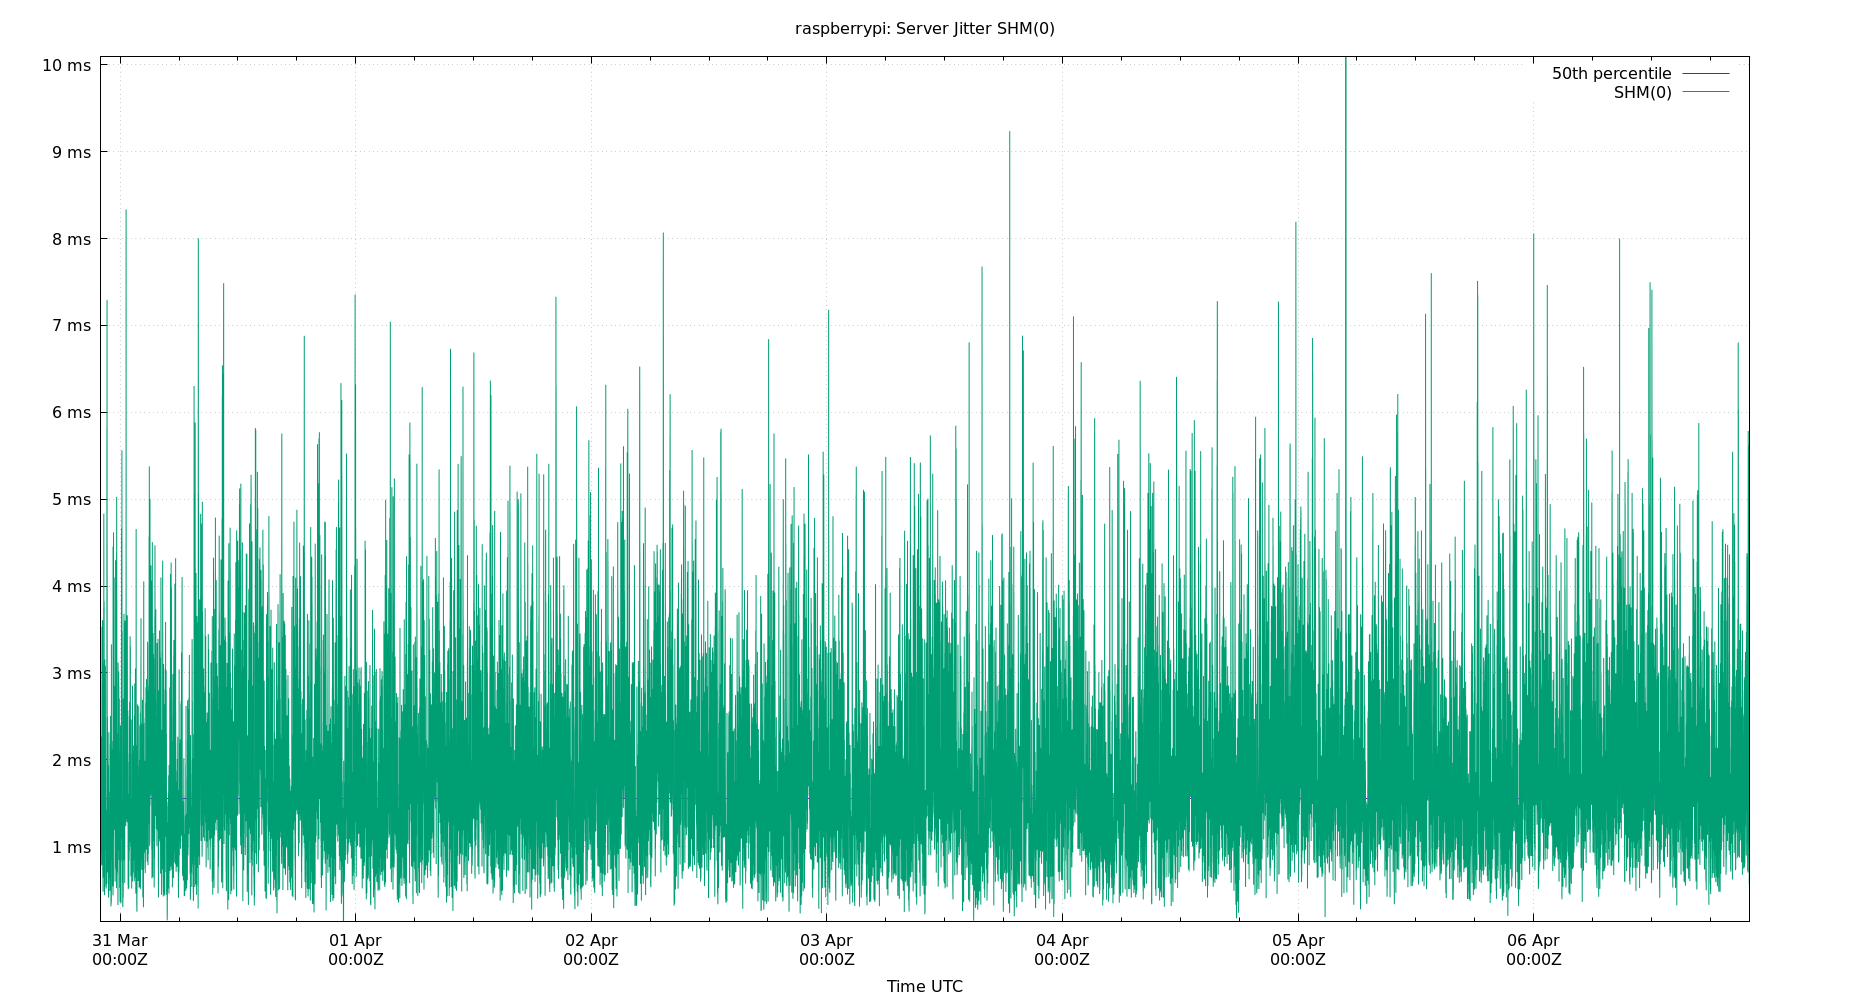 raspberrypi: Server Jitter SHM(0)
10 ms
9 ms
8 ms
7 ms
6 ms
5 ms
4 ms
3 ms
2 ms
1 ms
50th percentile
SHM(0)
31 Mar 01 Apr 02 Apr 03 Apr 04 Apr 05 Apr 06 Apr
00:00Z 00:00Z 00:00Z 00:00Z 00:00Z 00:00Z 00:00Z
Time UTC